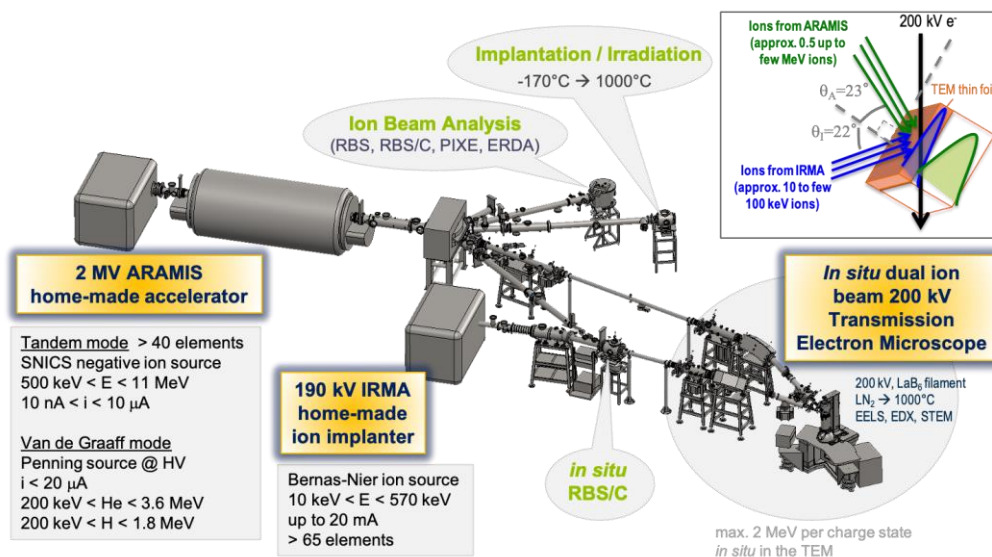 Implantation / Irradiation
-170°C → 1000°C
Ion Beam Analysis
(RBS, RBS/C, PIXE, ERDA)
Ions from ARAMIS
(approx. 0.5 up to
few MeV ions)
200 kV e-
θA=23°
TEM thin foi
θI=22°
Ions from IRMA
(approx. 10 to few
100 keV ions)
2 MV ARAMIS
home-made accelerator
Tandem mode > 40 elements
SNICS negative ion source
500 keV < E < 11 MeV
10 nA < i < 10 µA
Van de Graaff mode
Penning source @ HV
i < 20 µA
200 keV < He < 3.6 MeV
200 keV < H < 1.8 MeV
190 kV IRMA
home-made
ion implanter
Bernas-Nier ion source
10 keV < E < 570 keV
up to 20 mA
> 65 elements
in situ
RBS/C
In situ dual ion
beam 200 kV
Transmission
Electron Microscope
200 kV, LaB6 filament
LN2 → 1000°C
EELS, EDX, STEM
max. 2 MeV per charge state
in situ in the TEM